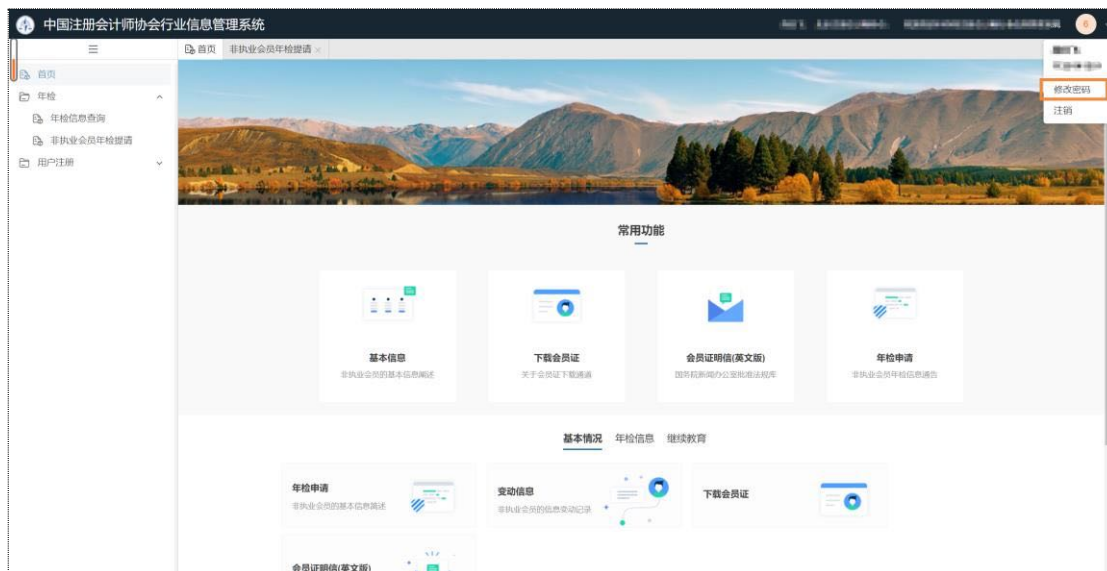 中国注册会计师协会行业信息管理系统
首页 非执业会员年检提请 ×
首页
年检
年检信息查询
非执业会员年检提请
用户注册
修改密码
注销
常用功能
基本信息 下载会员证 会员证明信(英文版) 年检申请
非执业会员的基本信息阐述 关于会员证下载通道 国务院新闻办公室批准法规库 非执业会员年检信息通告
基本情况 年检信息 继续教育
年检申请 变动信息 下载会员证
非执业会员的基本信息阐述 非执业会员的信息变动记录
会员证明信(英文版)